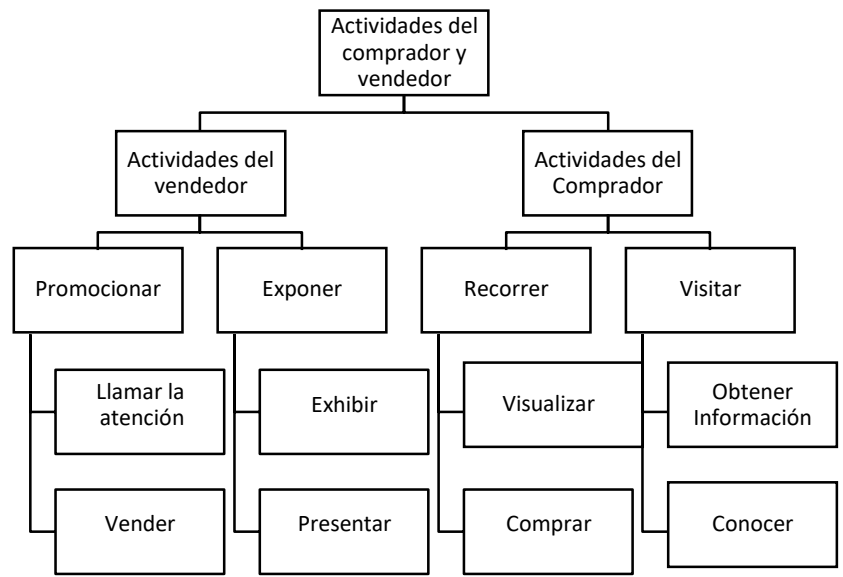 Actividades del
comprador y
vendedor
Actividades del
vendedor
Actividades del
Comprador
Promocionar
Exponer
Recorrer
Visitar
Llamar la
atención
Exhibir
Visualizar
Obtener
Información
Vender
Presentar
Comprar
Conocer